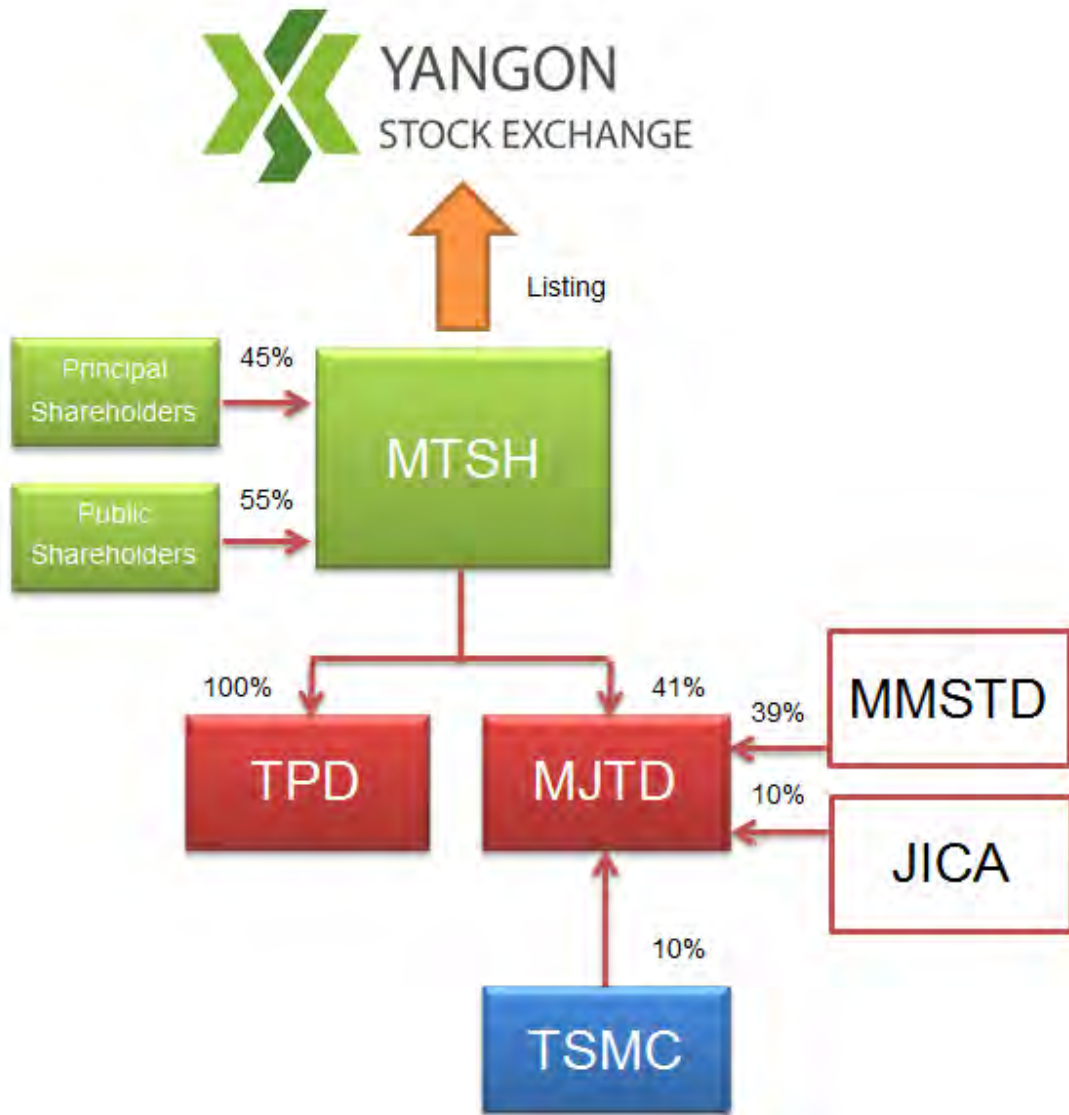 YANGON
STOCK EXCHANGE
Listing
Principal
Shareholders
45%
MTSH
Public
Shareholders
55%
100%
41%
TPD
MJTD
39%
MMSTD
10%
JICA
10%
TSMC